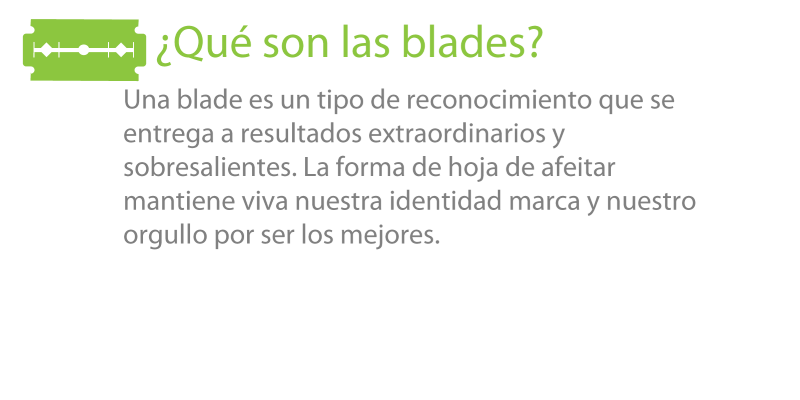 ¿Qué son las blades?
Una blade es un tipo de reconocimiento que se
entrega a resultados extraordinarios y
sobresalientes. La forma de hoja de afeitar
mantiene viva nuestra identidad marca y nuestro
orgullo por ser los mejores.